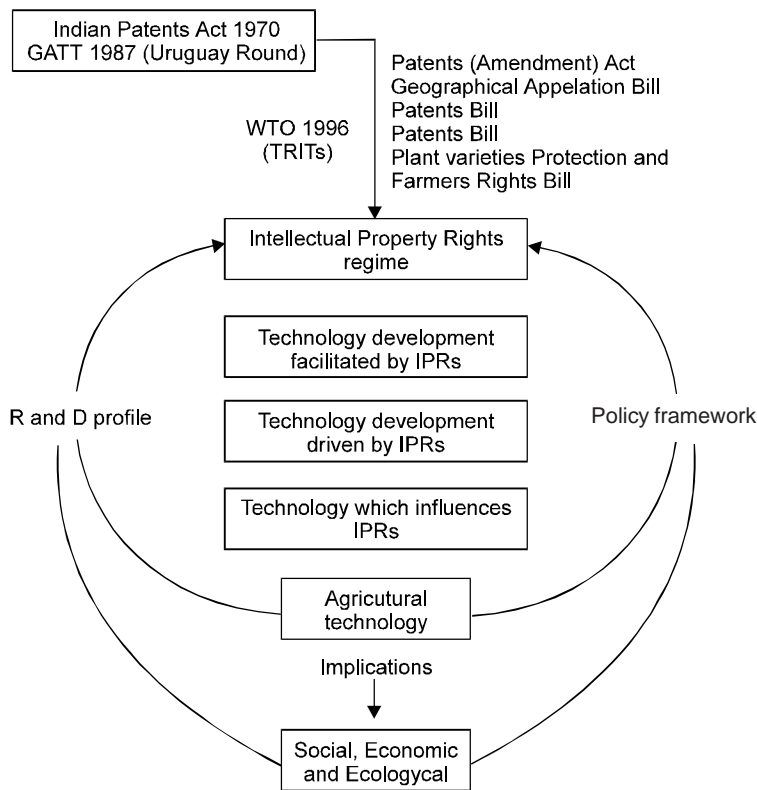 Indian Patents Act 1970
GATT 1987 (Uruguay Round)
WTO 1996
(TRITs)
Patents (Amendment) Act
Geographical Appelation Bill
Patents Bill
Patents Bill
Plant varieties Protection and
Farmers Rights Bill
Intellectual Property Rights
regime
Technology development
facilitated by IPRs
R and D profile
Technology development
driven by IPRs
Policy framework
Technology which influences
IPRs
Agricutural
technology
Implications
Social, Economic
and Ecologycal